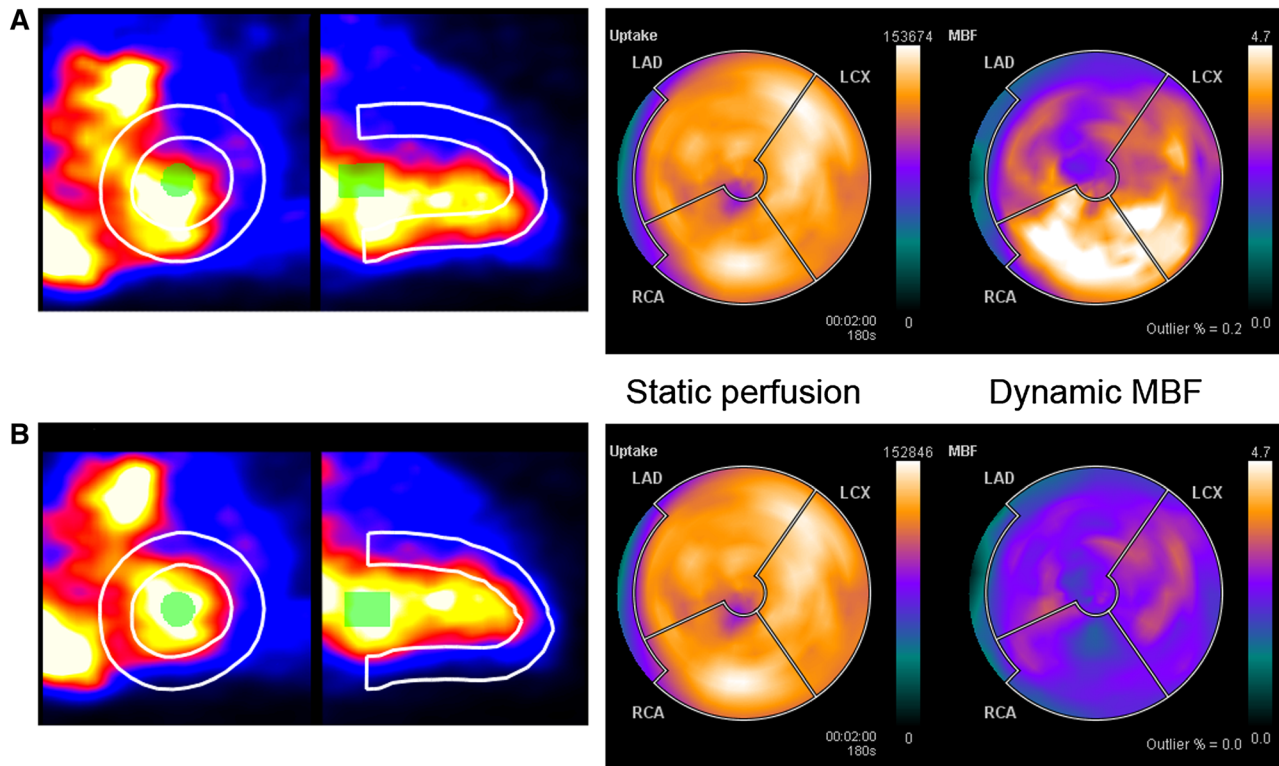 A
Uptake
153674
LAD
LCX
RCA
00:02:00
180s
0
MBF
4.7
LAD
LCX
RCA
Outlier % = 0.2
0.0
Static perfusion
Dynamic MBF
B
Uptake
152846
LAD
LCX
RCA
00:02:00
180s
0
MBF
4.7
LAD
LCX
RCA
Outlier % = 0.0
0.0